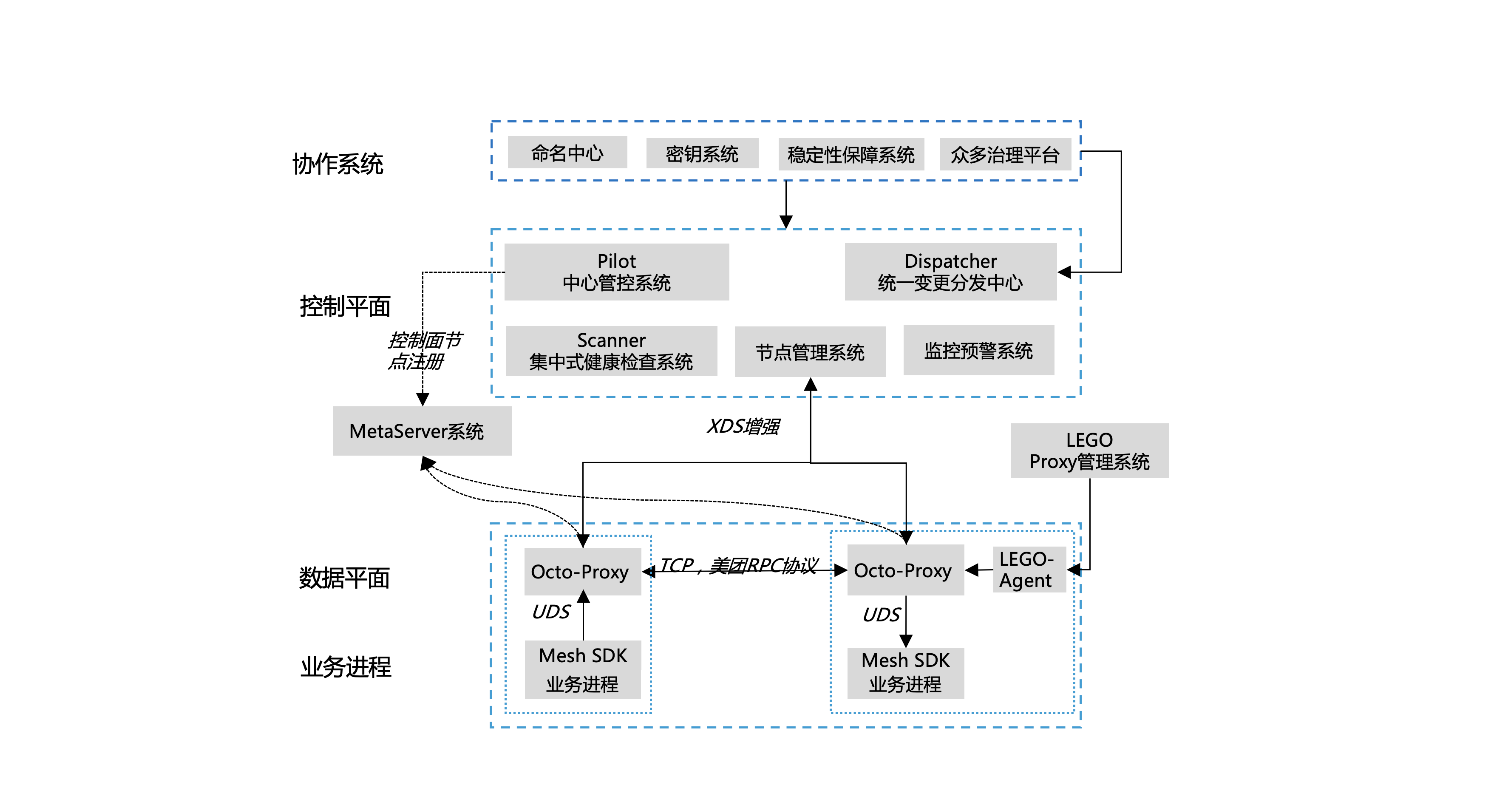 协作系统
命名中心
密钥系统
稳定性保障系统
众多治理平台
控制平面
Pilot
中心管控系统
Dispatcher
统一变更分发中心
Scanner
集中式健康检查系统
节点管理系统
监控预警系统
控制面节
点注册
MetaServer系统
XDS增强
LEGO
Proxy管理系统
数据平面
Octo-Proxy
TCP，美团RPC协议
Octo-Proxy
LEGO-
Agent
UDS
UDS
业务进程
Mesh SDK
业务进程
Mesh SDK
业务进程